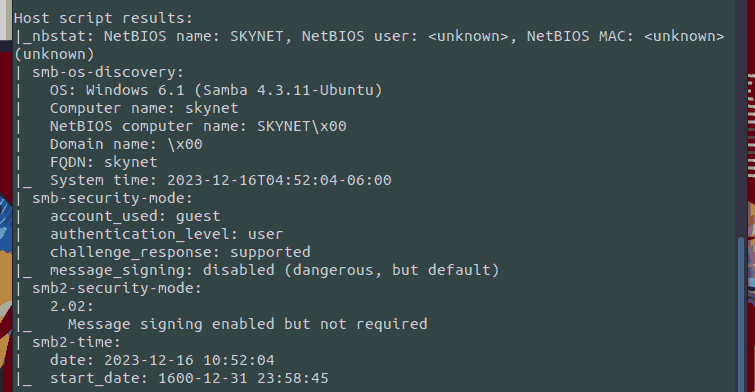 Host script results:
|_nbstat: NetBIOS name: SKYNET, NetBIOS user: <unknown>, NetBIOS MAC: <unknown>
(unknown)
| smb-os-discovery:
|   OS: Windows 6.1 (Samba 4.3.11-Ubuntu)
|   Computer name: skynet
|   NetBIOS computer name: SKYNET\x00
|   Domain name: \x00
|   FQDN: skynet
|_  System time: 2023-12-16T04:52:04-06:00
| smb-security-mode:
|   account_used: guest
|   authentication_level: user
|   challenge_response: supported
|_  message_signing: disabled (dangerous, but default)
| smb2-security-mode:
|   2.02:
|_    Message signing enabled but not required
| smb2-time:
|   date: 2023-12-16 10:52:04
|_  start_date: 1600-12-31 23:58:45